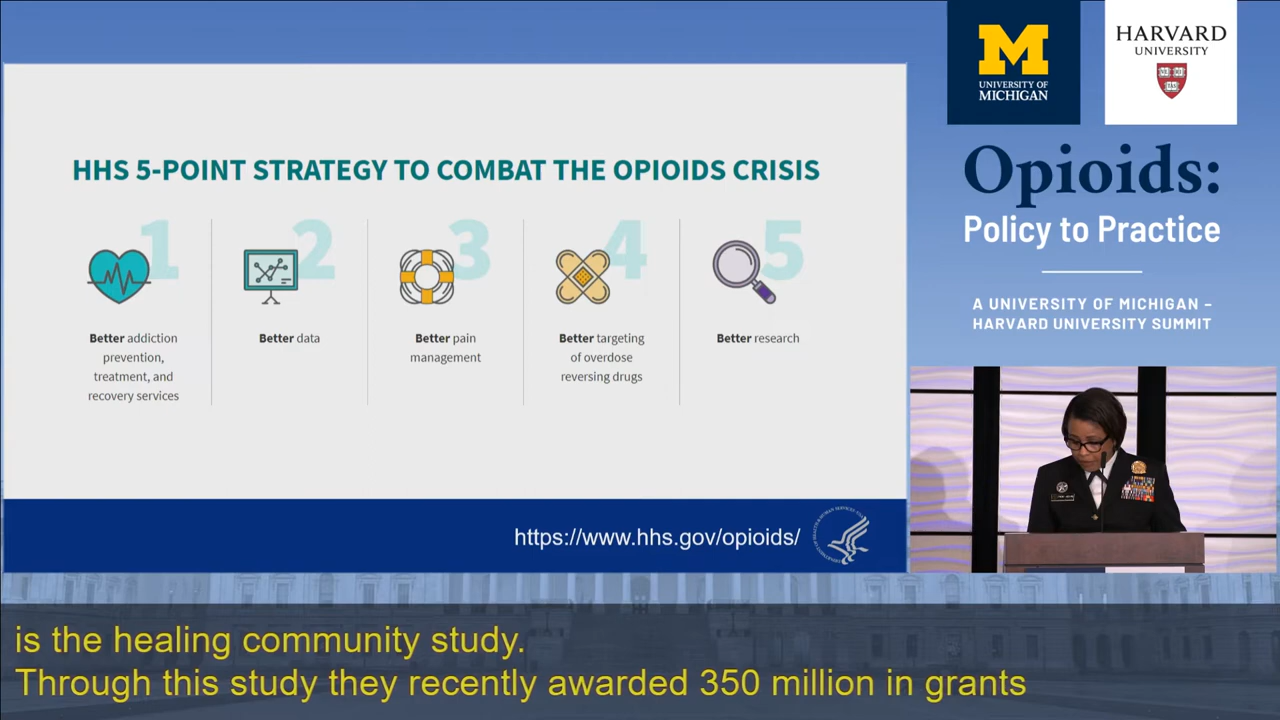 HHS 5-POINT STRATEGY TO COMBAT THE OPIOIDS CRISIS
1
Better addiction
prevention,
treatment, and
recovery services
2
Better data
3
Better pain
management
4
Better targeting
of overdose
reversing drugs
5
Better research
https://www.hhs.gov/opioids/
M
UNIVERSITY OF
MICHIGAN
HARVARD
UNIVERSITY
Opioids:
Policy to Practice
A UNIVERSITY OF MICHIGAN –
HARVARD UNIVERSITY SUMMIT
is the healing community study.
Through this study they recently awarded 350 million in grants